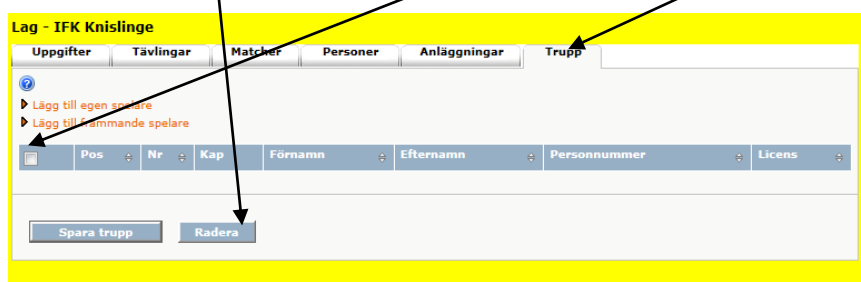 Lag - IFK Knislinge
Uppgifter Tävlingar Matcher Personer Anläggningar Trupp
Lägg till egen spelare
Lägg till främmande spelare
Pos Nr Kap Förnamn Efternamn Personnummer Licens
Spara trupp Radera